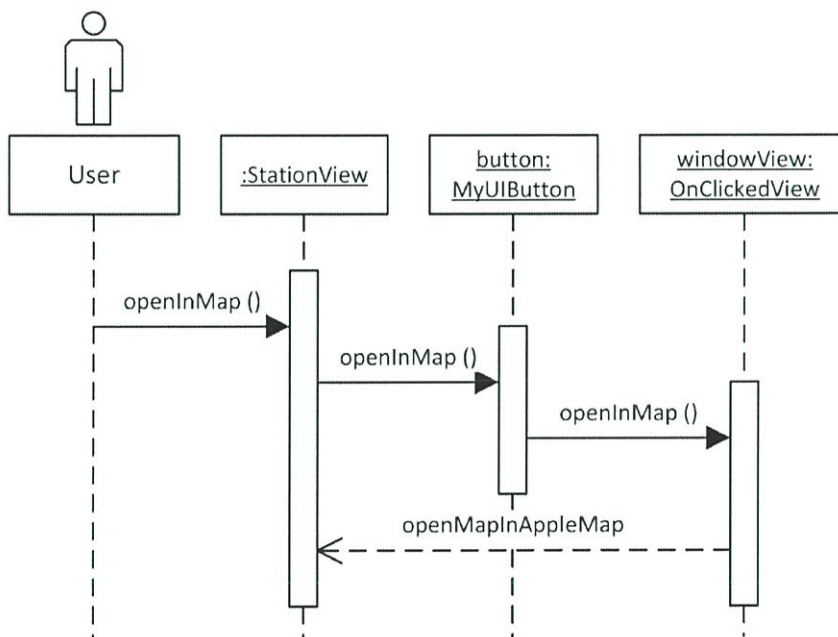 User
:StationView
button:
MyUIButton
windowView:
OnClickedView
openInMap ()
openInMap ()
openInMap ()
openMapInAppleMap